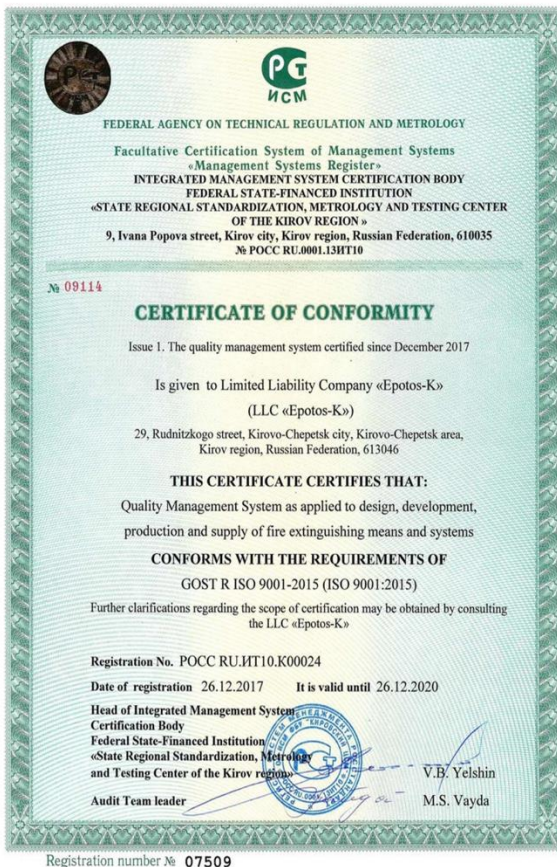 РСТ
РСТ
ИСМ
FEDERAL AGENCY ON TECHNICAL REGULATION AND METROLOGY
Facultative Certification System of Management Systems
«Management Systems Register»
INTEGRATED MANAGEMENT SYSTEM CERTIFICATION BODY
FEDERAL STATE-FINANCED INSTITUTION
«STATE REGIONAL STANDARDIZATION, METROLOGY AND TESTING CENTER
OF THE KIROV REGION »
9, Ivana Popova street, Kirov city, Kirov region, Russian Federation, 610035
№ РОСС RU.0001.13ИТ10
№ 09114
CERTIFICATE OF CONFORMITY
Issue 1. The quality management system certified since December 2017
Is given to Limited Liability Company «Epotos-K»
(LLC «Epotos-K»)
29, Rudnitzkogo street, Kirovo-Chepetsk city, Kirovo-Chepetsk area,
Kirov region, Russian Federation, 613046
THIS CERTIFICATE CERTIFIES THAT:
Quality Management System as applied to design, development,
production and supply of fire extinguishing means and systems
CONFORMS WITH THE REQUIREMENTS OF
GOST R ISO 9001-2015 (ISO 9001:2015)
Further clarifications regarding the scope of certification may be obtained by consulting
the LLC «Epotos-K»
Registration No. РОСС RU.ИТ10.К00024
Date of registration 26.12.2017 It is valid until 26.12.2020
Head of Integrated Management System
Certification Body
Federal State-Financed Institution
«State Regional Standardization, Metrology
and Testing Center of the Kirov region» V.B. Yelshin
Audit Team leader M.S. Vayda
Registration number № 07509